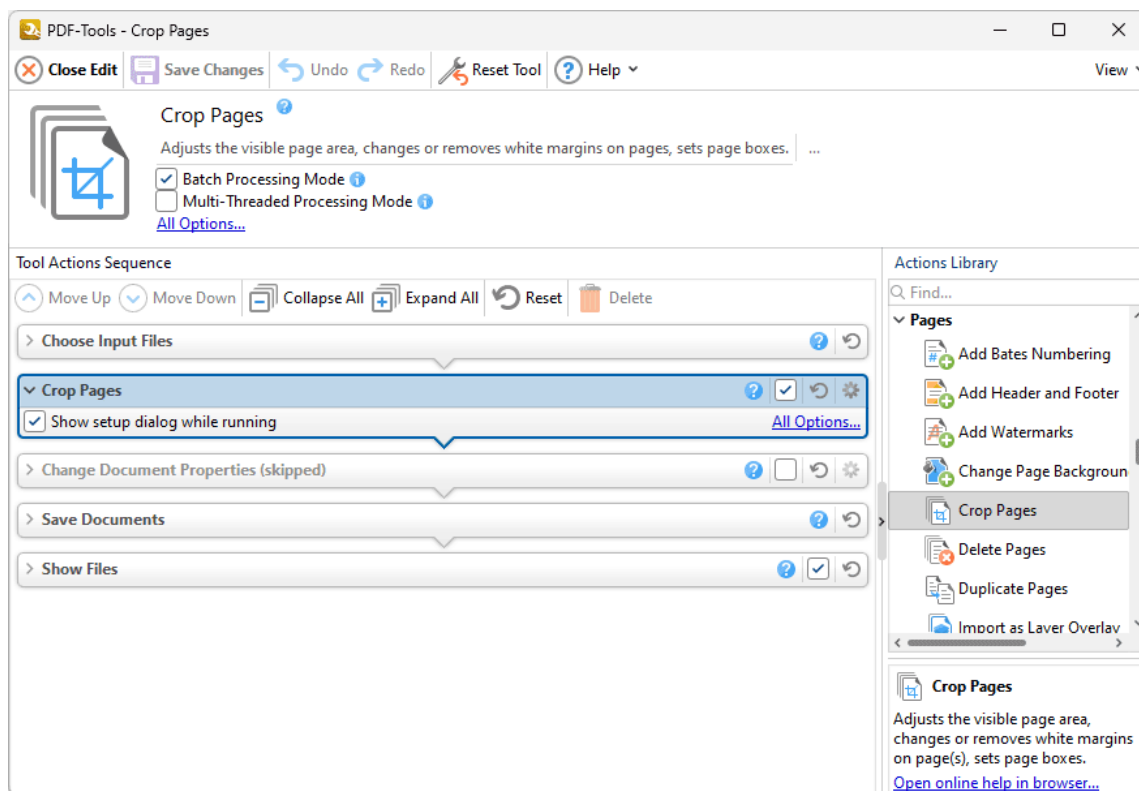 PDF-Tools - Crop Pages
Close Edit Save Changes Undo Redo Reset Tool ? Help View
Crop Pages ?
Adjusts the visible page area, changes or removes white margins on pages, sets page boxes. ...
Batch Processing Mode i
Multi-Threaded Processing Mode i
All Options...
Tool Actions Sequence
Move Up Move Down Collapse All Expand All Reset Delete
Choose Input Files ?
Crop Pages ?
Show setup dialog while running All Options...
Change Document Properties (skipped) ?
Save Documents ?
Show Files ?
Actions Library
Find...
Pages
# Add Bates Numbering
Add Header and Footer
A Add Watermarks
Change Page Backgroun
Crop Pages
Delete Pages
Duplicate Pages
Import as Layer Overlay
Crop Pages
Adjusts the visible page area,
changes or removes white margins
on page(s), sets page boxes.
Open online help in browser...